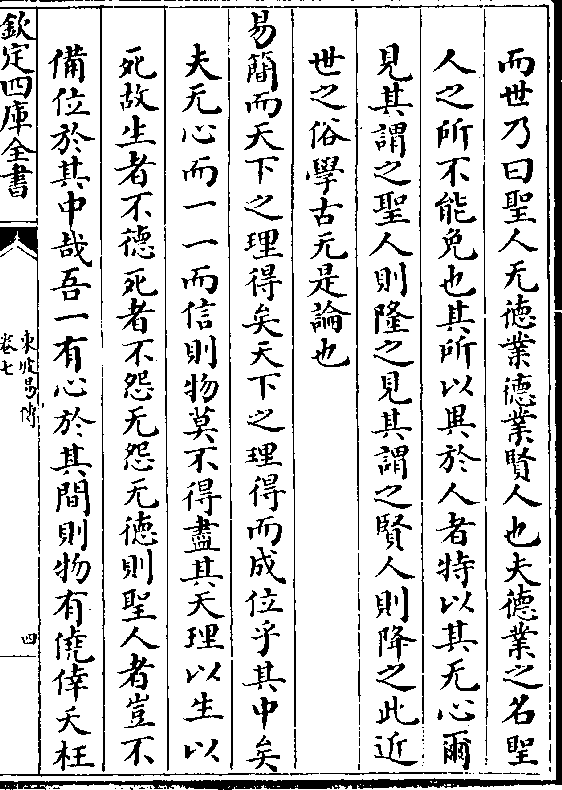 而世乃曰聖人无德業德業賢人也夫德業之名聖
人之所不能免也其所以異於人者特以其无心爾
見其謂之聖人則隆之見其謂之賢人則降之此近
世之俗學古无是論也
易簡而天下之理得矣天下之理得而成位乎其中矣
夫无心而一一而信則物莫不得盡其天理以生以
死故生者不德死者不怨无怨无德則聖人者豈不
備位於其中哉吾一有心於其間則物有僥倖夭枉
欽定四庫全書
東坡易傳
卷七
四